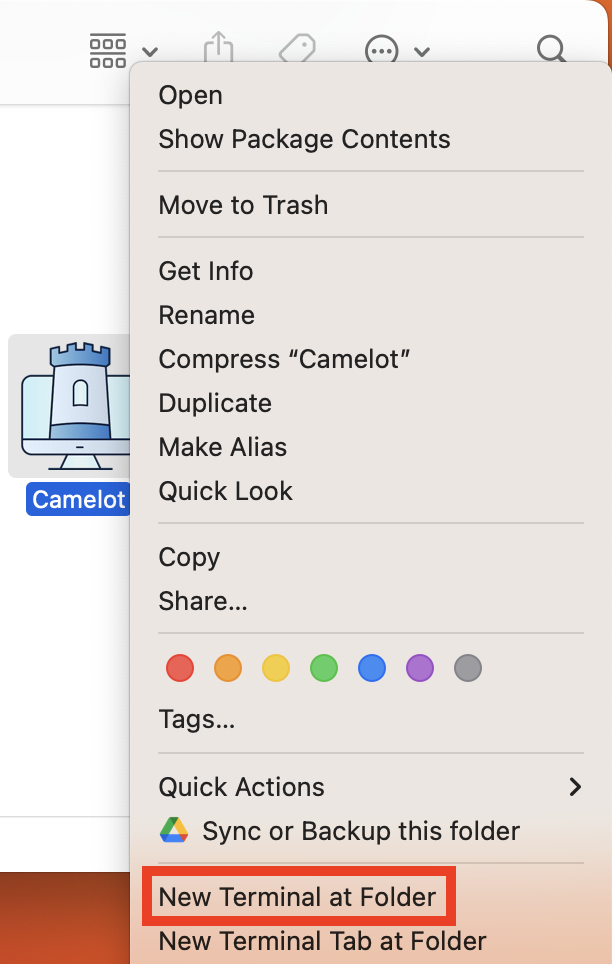 Open
Show Package Contents
Move to Trash
Get Info
Rename
Compress “Camelot”
Duplicate
Make Alias
Quick Look
Camelot
Copy
Share...
Tags...
Quick Actions
Sync or Backup this folder
New Terminal at Folder
New Terminal Tab at Folder